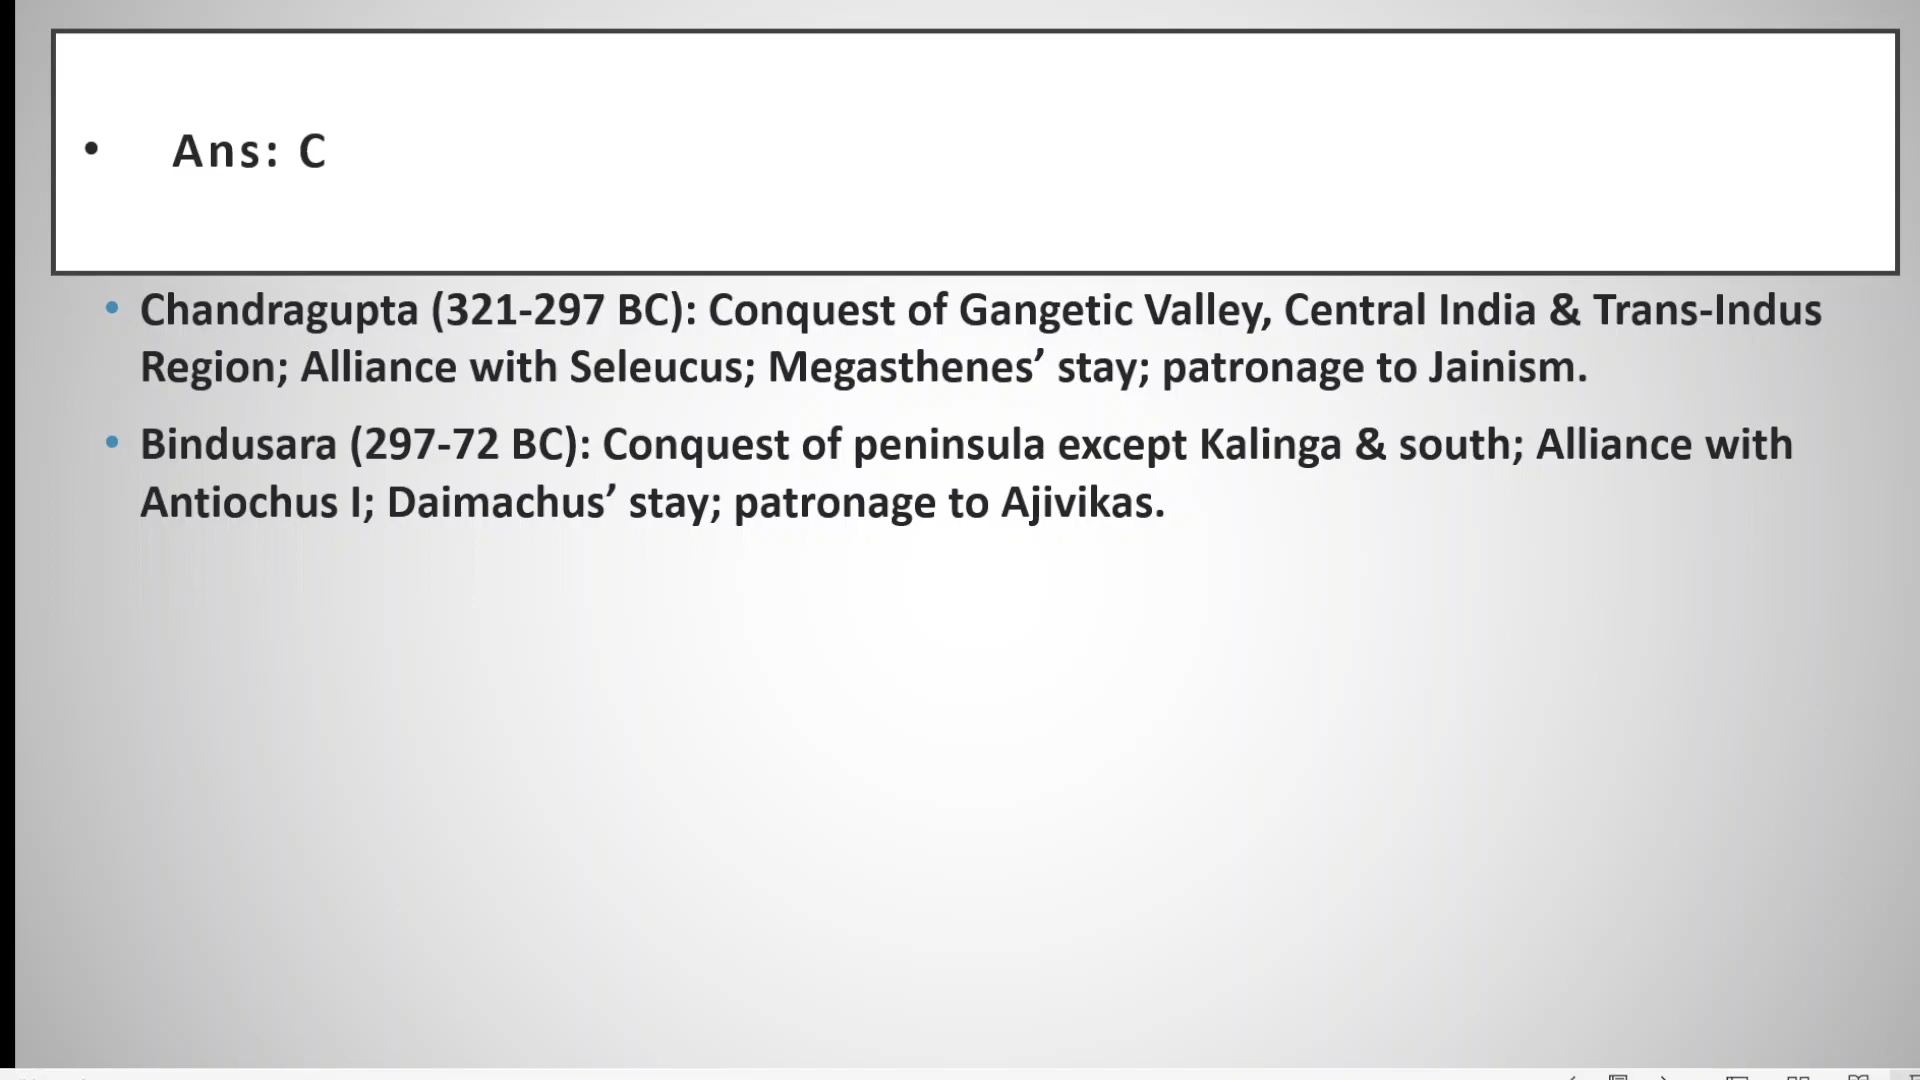 • Ans: C
• Chandragupta (321-297 BC): Conquest of Gangetic Valley, Central India & Trans-Indus
Region; Alliance with Seleucus; Megasthenes’ stay; patronage to Jainism.
• Bindusara (297-72 BC): Conquest of peninsula except Kalinga & south; Alliance with
Antiochus I; Daimachus’ stay; patronage to Ajivikas.